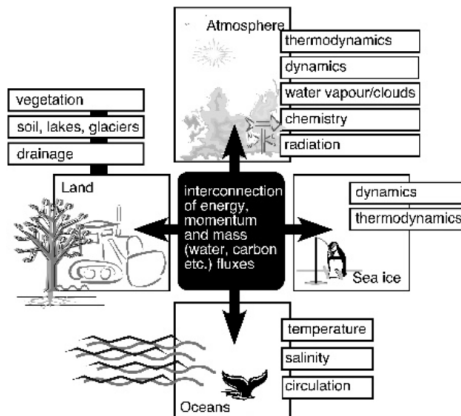 Atmosphere
thermodynamics
dynamics
water vapour/clouds
chemistry
radiation
vegetation
soil, lakes, glaciers
drainage
Land
interconnection
of energy,
momentum
and mass
(water, carbon
etc.) fluxes
dynamics
thermodynamics
Sea ice
temperature
salinity
circulation
Oceans